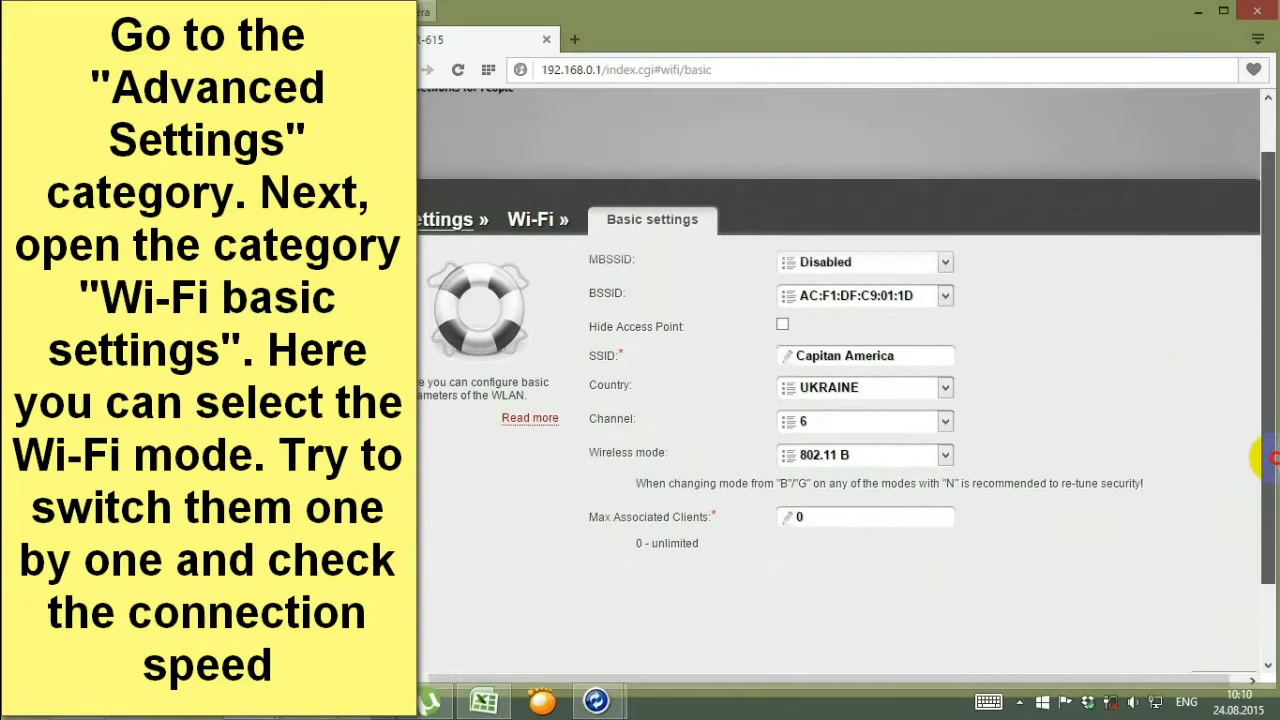 Go to the
"Advanced
Settings"
category. Next,
open the category
"Wi-Fi basic
settings". Here
you can select the
Wi-Fi mode. Try to
switch them one
by one and check
the connection
speed
era
R-615
192.168.0.1/index.cgi#wifi/basic
ettings » Wi-Fi » Basic settings
MBSSID: Disabled
BSSID: AC:F1:DF:C9:01:1D
Hide Access Point:
SSID:* Capitan America
e you can configure basic
ameters of the WLAN.
Read more
Country: UKRAINE
Channel: 6
Wireless mode: 802.11 B
When changing mode from "B"/"G" on any of the modes with "N" is recommended to re-tune security!
Max Associated Clients:* 0
0 - unlimited
ENG
10:10
24.08.2015